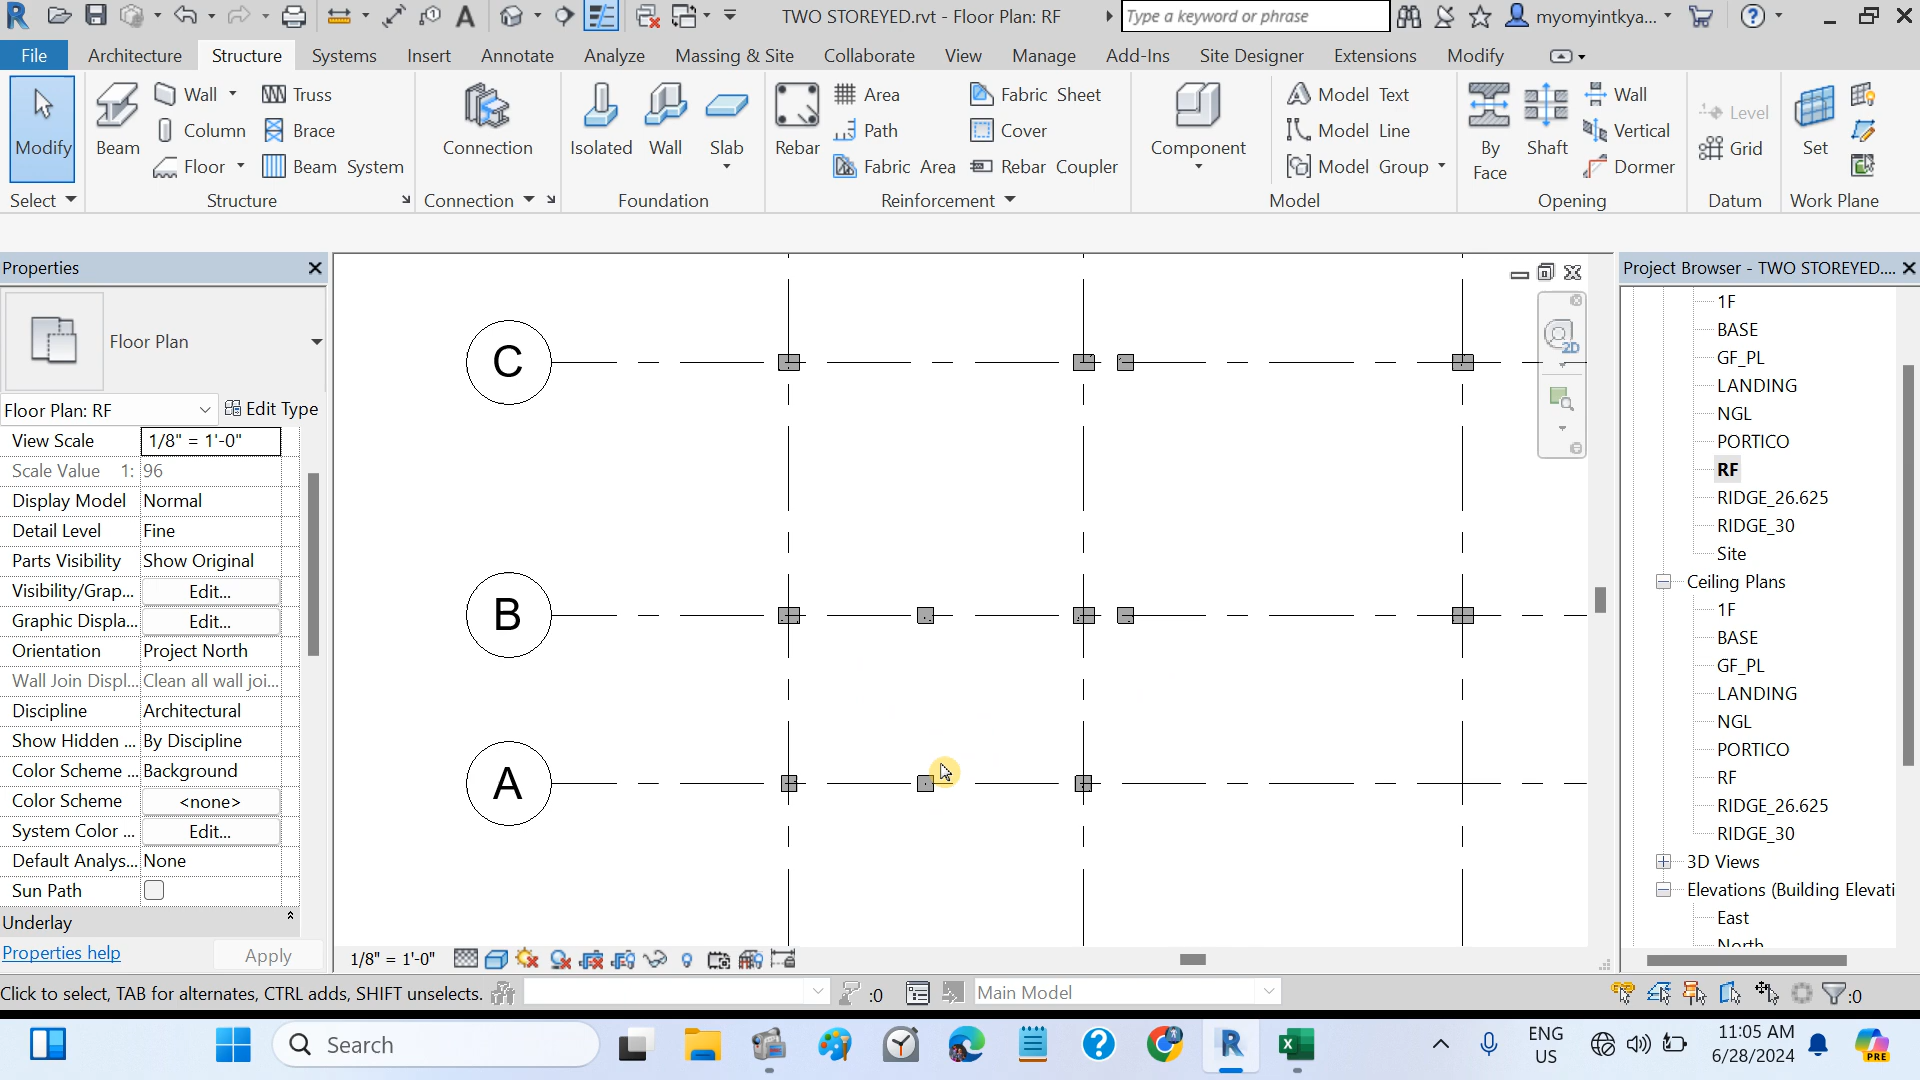 TWO STOREYED.rvt - Floor Plan: RF
Type a keyword or phrase
myomyintkya...
File Architecture Structure Systems Insert Annotate Analyze Massing & Site Collaborate View Manage Add-Ins Site Designer Extensions Modify
Modify
Beam
Wall
Truss
Column
Brace
Floor
Beam System
Connection
Isolated
Wall
Slab
Rebar
Area
Path
Fabric Area
Fabric Sheet
Cover
Rebar Coupler
Component
Model Text
Model Line
Model Group
By
Face
Shaft
Wall
Vertical
Dormer
Level
Grid
Set
Select
Structure
Connection
Foundation
Reinforcement
Model
Opening
Datum
Work Plane
Properties
Floor Plan
Floor Plan: RF
Edit Type
View Scale 1/8" = 1'-0"
Scale Value 1: 96
Display Model Normal
Detail Level Fine
Parts Visibility Show Original
Visibility/Grap... Edit...
Graphic Displa... Edit...
Orientation Project North
Wall Join Displ... Clean all wall joi...
Discipline Architectural
Show Hidden ... By Discipline
Color Scheme ... Background
Color Scheme <none>
System Color ... Edit...
Default Analys... None
Sun Path
Underlay
Properties help
Apply
C
B
A
2D
1/8" = 1'-0"
Project Browser - TWO STOREYED....
1F
BASE
GF_PL
LANDING
NGL
PORTICO
RF
RIDGE_26.625
RIDGE_30
Site
Ceiling Plans
1F
BASE
GF_PL
LANDING
NGL
PORTICO
RF
RIDGE_26.625
RIDGE_30
3D Views
Elevations (Building Elevati
East
North
Click to select, TAB for alternates, CTRL adds, SHIFT unselects.
:0
Main Model
:0
Search
ENG
US
11:05 AM
6/28/2024
PRE